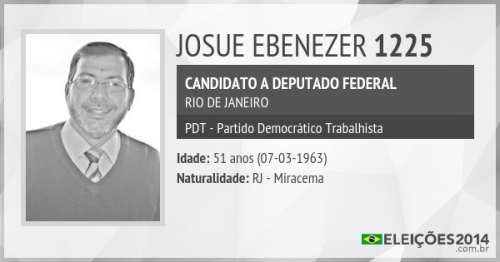 JOSUE EBENEZER 1225
CANDIDATO A DEPUTADO FEDERAL
RIO DE JANEIRO
PDT - Partido Democrático Trabalhista
Idade: 51 anos (07-03-1963)
Naturalidade: RJ - Miracema
ELEIÇÕES2014
.com.br